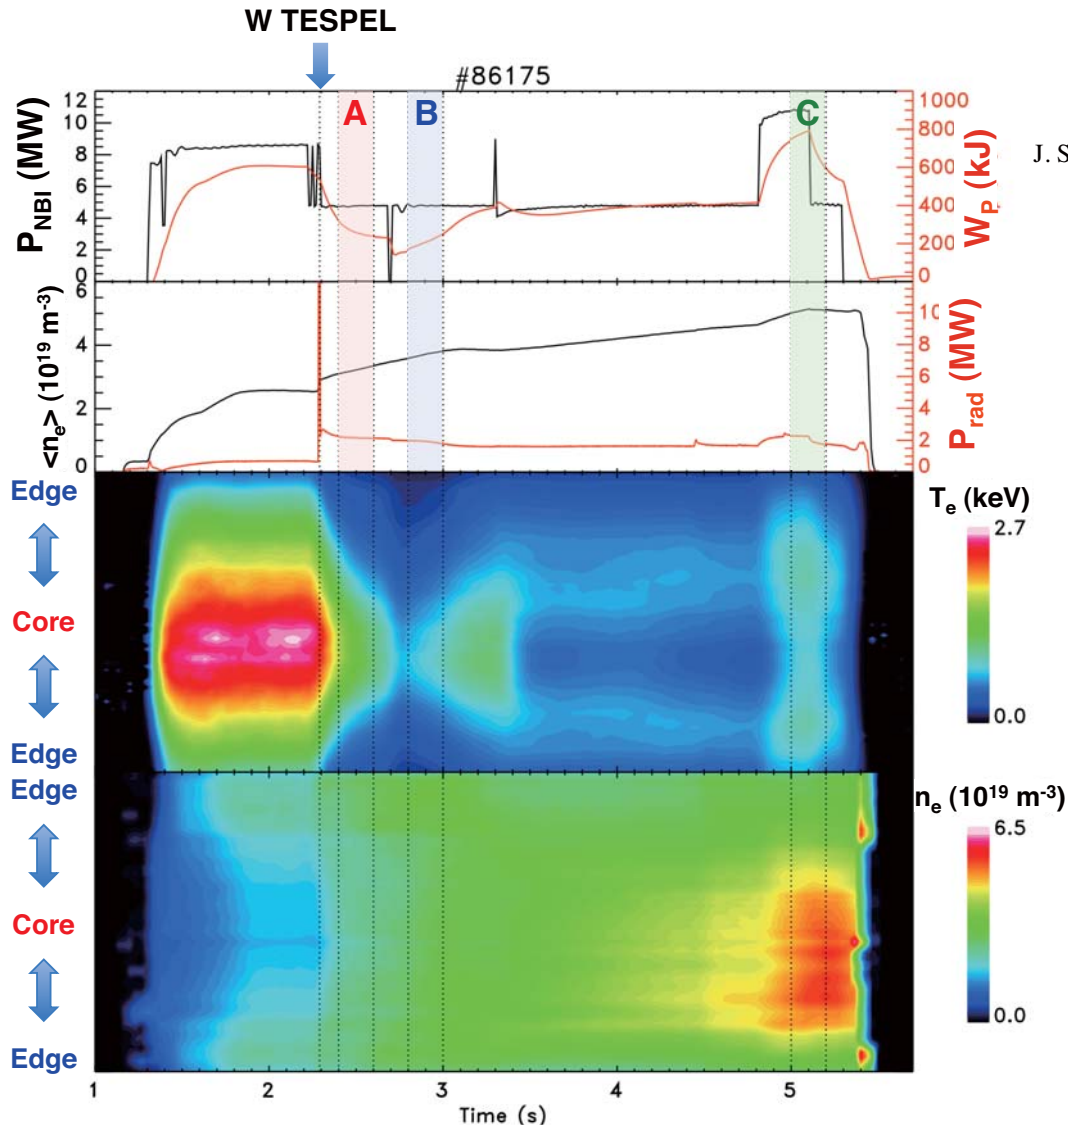 W TESPEL
#86175
A
B
C
P_NBI (MW)
12
10
8
6
4
2
0
W_P (kJ)
1000
800
600
400
200
0
J. S
<n_e> (10^19 m^-3)
6
4
2
0
P_rad (MW)
10
8
6
4
2
0
Edge
Core
Edge
T_e (keV)
2.7
0.0
Edge
Core
Edge
n_e (10^19 m^-3)
6.5
0.0
1
2
3
4
5
Time (s)